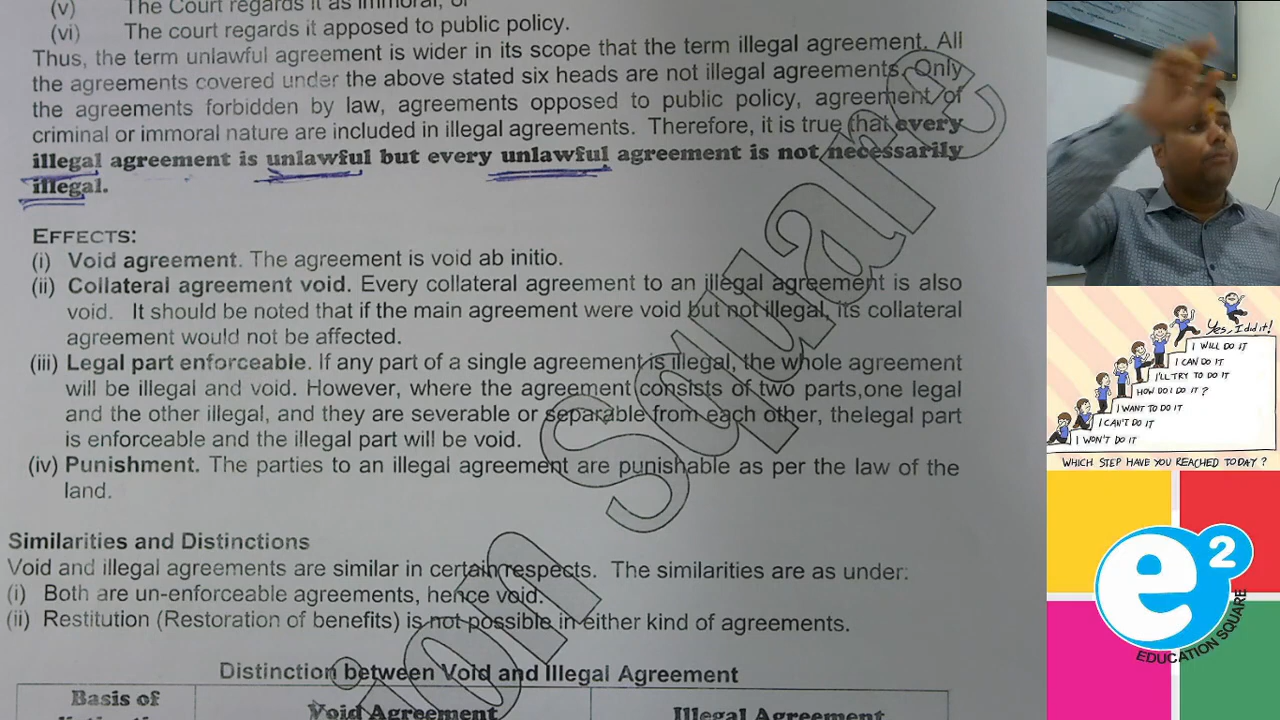 (v) The Court regards it as immoral, or
(vi) The court regards it apposed to public policy.
Thus, the term unlawful agreement is wider in its scope that the term illegal agreement. All
the agreements covered under the above stated six heads are not illegal agreements. Only
the agreements forbidden by law, agreements opposed to public policy, agreement of
criminal or immoral nature are included in illegal agreements. Therefore, it is true that every
illegal agreement is unlawful but every unlawful agreement is not necessarily
illegal.
EFFECTS:
(i) Void agreement. The agreement is void ab initio.
(ii) Collateral agreement void. Every collateral agreement to an illegal agreement is also
void. It should be noted that if the main agreement were void but not illegal, its collateral
agreement would not be affected.
(iii) Legal part enforceable. If any part of a single agreement is illegal, the whole agreement
will be illegal and void. However, where the agreement consists of two parts,one legal
and the other illegal, and they are severable or separable from each other, thelegal part
is enforceable and the illegal part will be void.
(iv) Punishment. The parties to an illegal agreement are punishable as per the law of the
land.
Similarities and Distinctions
Void and illegal agreements are similar in certain respects. The similarities are as under:
(i) Both are un-enforceable agreements, hence void.
(ii) Restitution (Restoration of benefits) is not possible in either kind of agreements.
Distinction between Void and Illegal Agreement
Basis of
Void Agreement
Illegal Agreement
Square
Yes, I did it!
I WILL DO IT
I CAN DO IT
I'LL TRY TO DO IT
HOW DO I DO IT?
I WANT TO DO IT
I CAN'T DO IT
I WON'T DO IT
WHICH STEP HAVE YOU REACHED TODAY?
e2
EDUCATION SQUARE